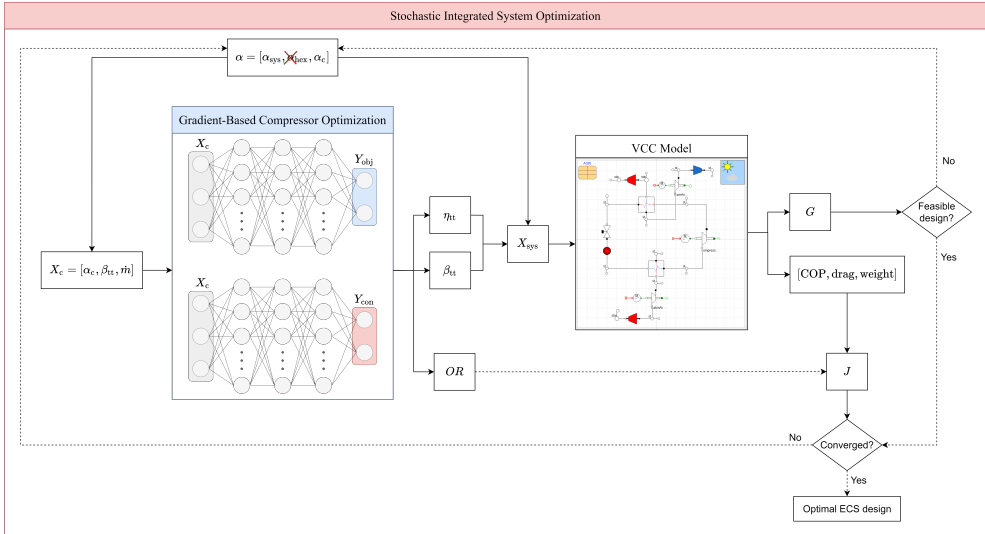 Stochastic Integrated System Optimization
α = [α_sys, α_hex, α_c]
Gradient-Based Compressor Optimization
X_c
Y_obj
X_c
Y_con
X_c = [α_c, β_tt, ṁ]
η_tt
β_tt
OR
X_sys
VCC Model
G
[COP, drag, weight]
J
Feasible
design?
No
Yes
Converged?
No
Yes
Optimal ECS design